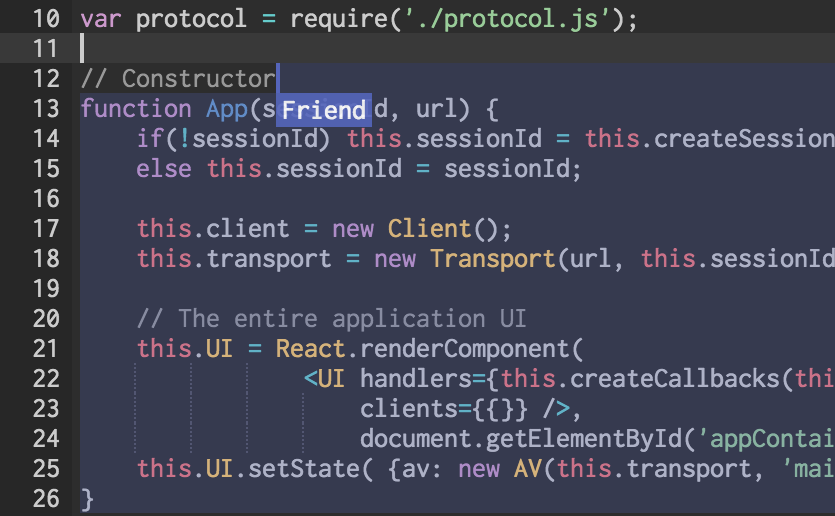 10 var protocol = require('./protocol.js');
11
12 // Constructor
13 function App(s Friend d, url) {
14 if(!sessionId) this.sessionId = this.createSession
15 else this.sessionId = sessionId;
16
17 this.client = new Client();
18 this.transport = new Transport(url, this.sessionId
19
20 // The entire application UI
21 this.UI = React.renderComponent(
22 <UI handlers={this.createCallbacks(thi
23 clients={{}} />,
24 document.getElementById('appContai
25 this.UI.setState( {av: new AV(this.transport, 'mai
26 }